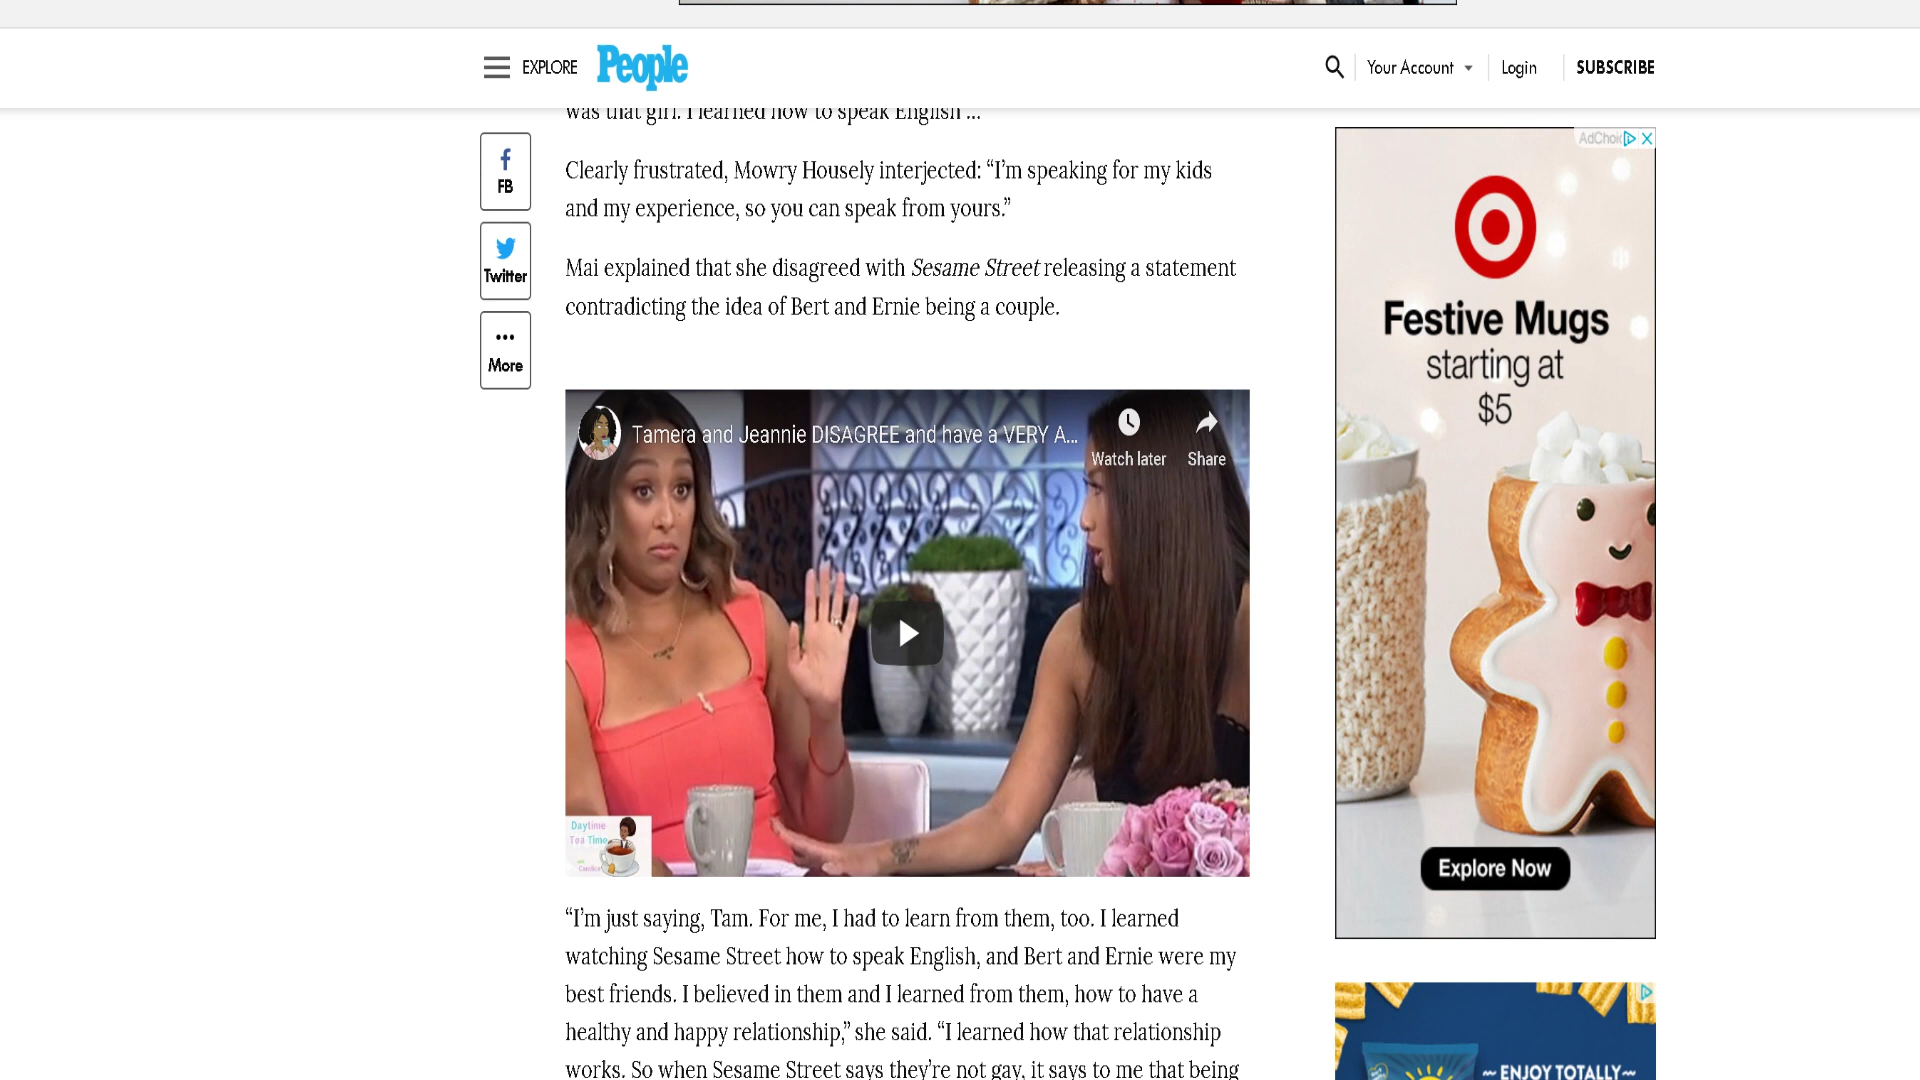 EXPLORE People Your Account Login SUBSCRIBE
was that girl. I learned how to speak English ...
FB
Twitter
More
Clearly frustrated, Mowry Housely interjected: “I’m speaking for my kids
and my experience, so you can speak from yours.”
Mai explained that she disagreed with Sesame Street releasing a statement
contradicting the idea of Bert and Ernie being a couple.
Tamera and Jeannie DISAGREE and have a VERY A...
Watch later Share
Daytime
Tea Time
Candice
“I’m just saying, Tam. For me, I had to learn from them, too. I learned
watching Sesame Street how to speak English, and Bert and Ernie were my
best friends. I believed in them and I learned from them, how to have a
healthy and happy relationship,” she said. “I learned how that relationship
works. So when Sesame Street says they’re not gay, it says to me that being
AdChoic
Festive Mugs
starting at
$5
Explore Now
~ ENJOY TOTALLY ~